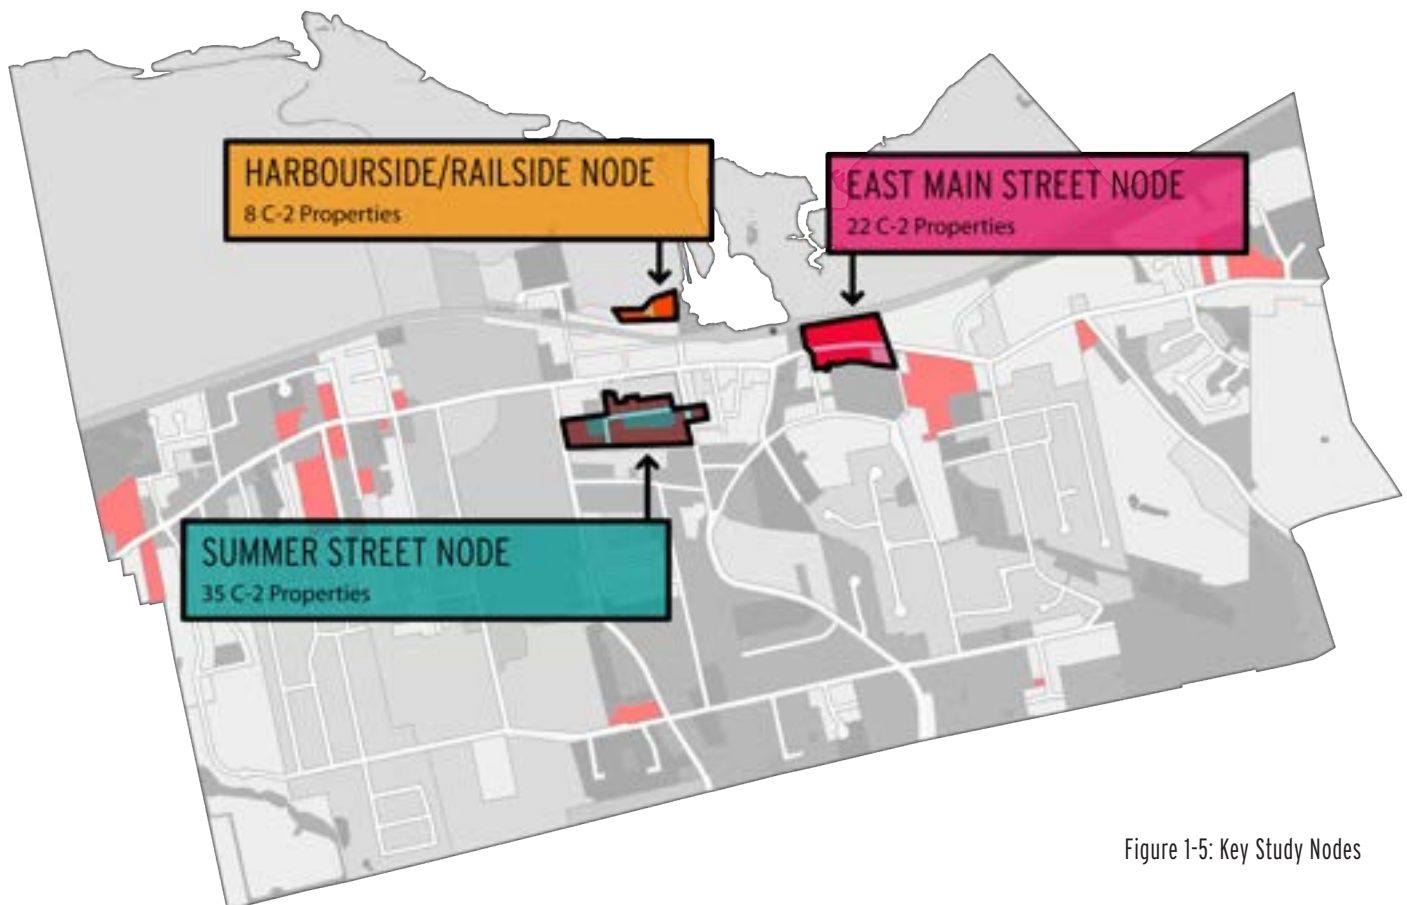 HARBOURSIDE/RAILSIDE NODE
8 C-2 Properties
EAST MAIN STREET NODE
22 C-2 Properties
SUMMER STREET NODE
35 C-2 Properties
Figure 1-5: Key Study Nodes